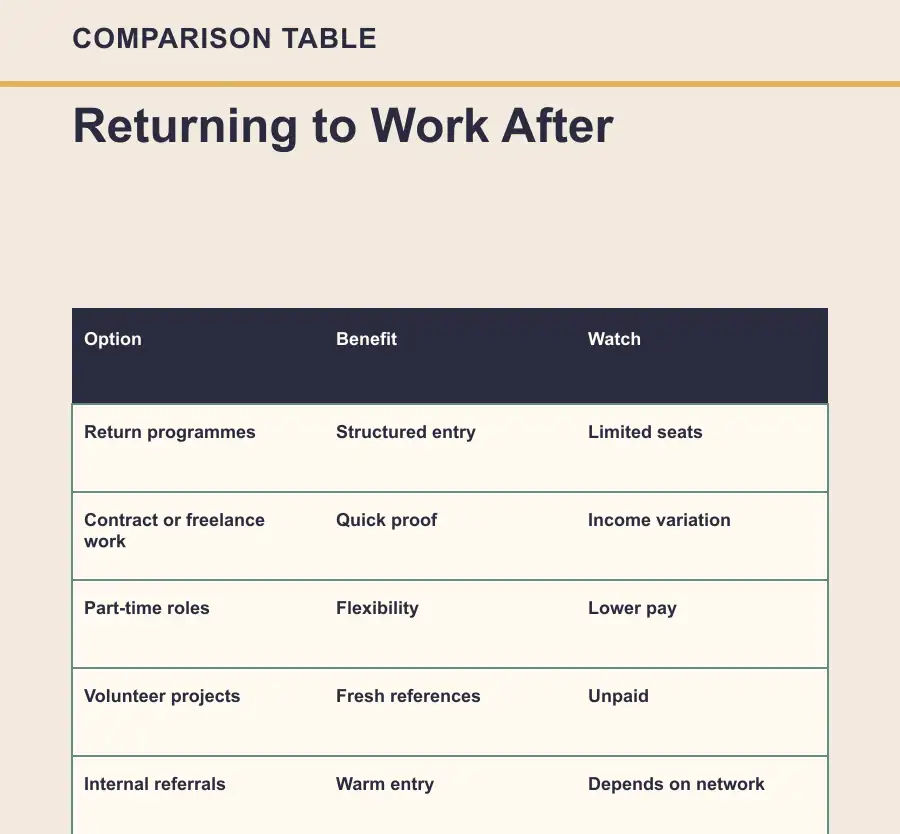 COMPARISON TABLE
Returning to Work After
Option Benefit Watch
Return programmes Structured entry Limited seats
Contract or freelance Quick proof Income variation
work
Part-time roles Flexibility Lower pay
Volunteer projects Fresh references Unpaid
Internal referrals Warm entry Depends on network